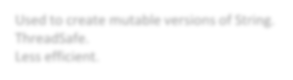 Used to create mutable versions of String.
ThreadSafe.
Less efficient.